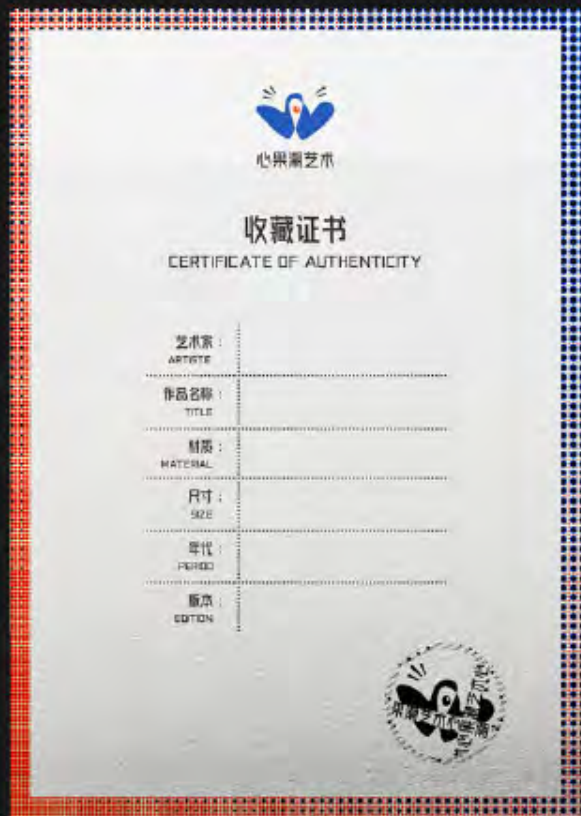 心果潮艺术
收藏证书
CERTIFICATE OF AUTHENTICITY
艺术家：
ARTISTE
作品名称：
TITLE
材质：
MATERIAL
尺寸：
SIZE
年代：
PERIOD
版本：
EDITION